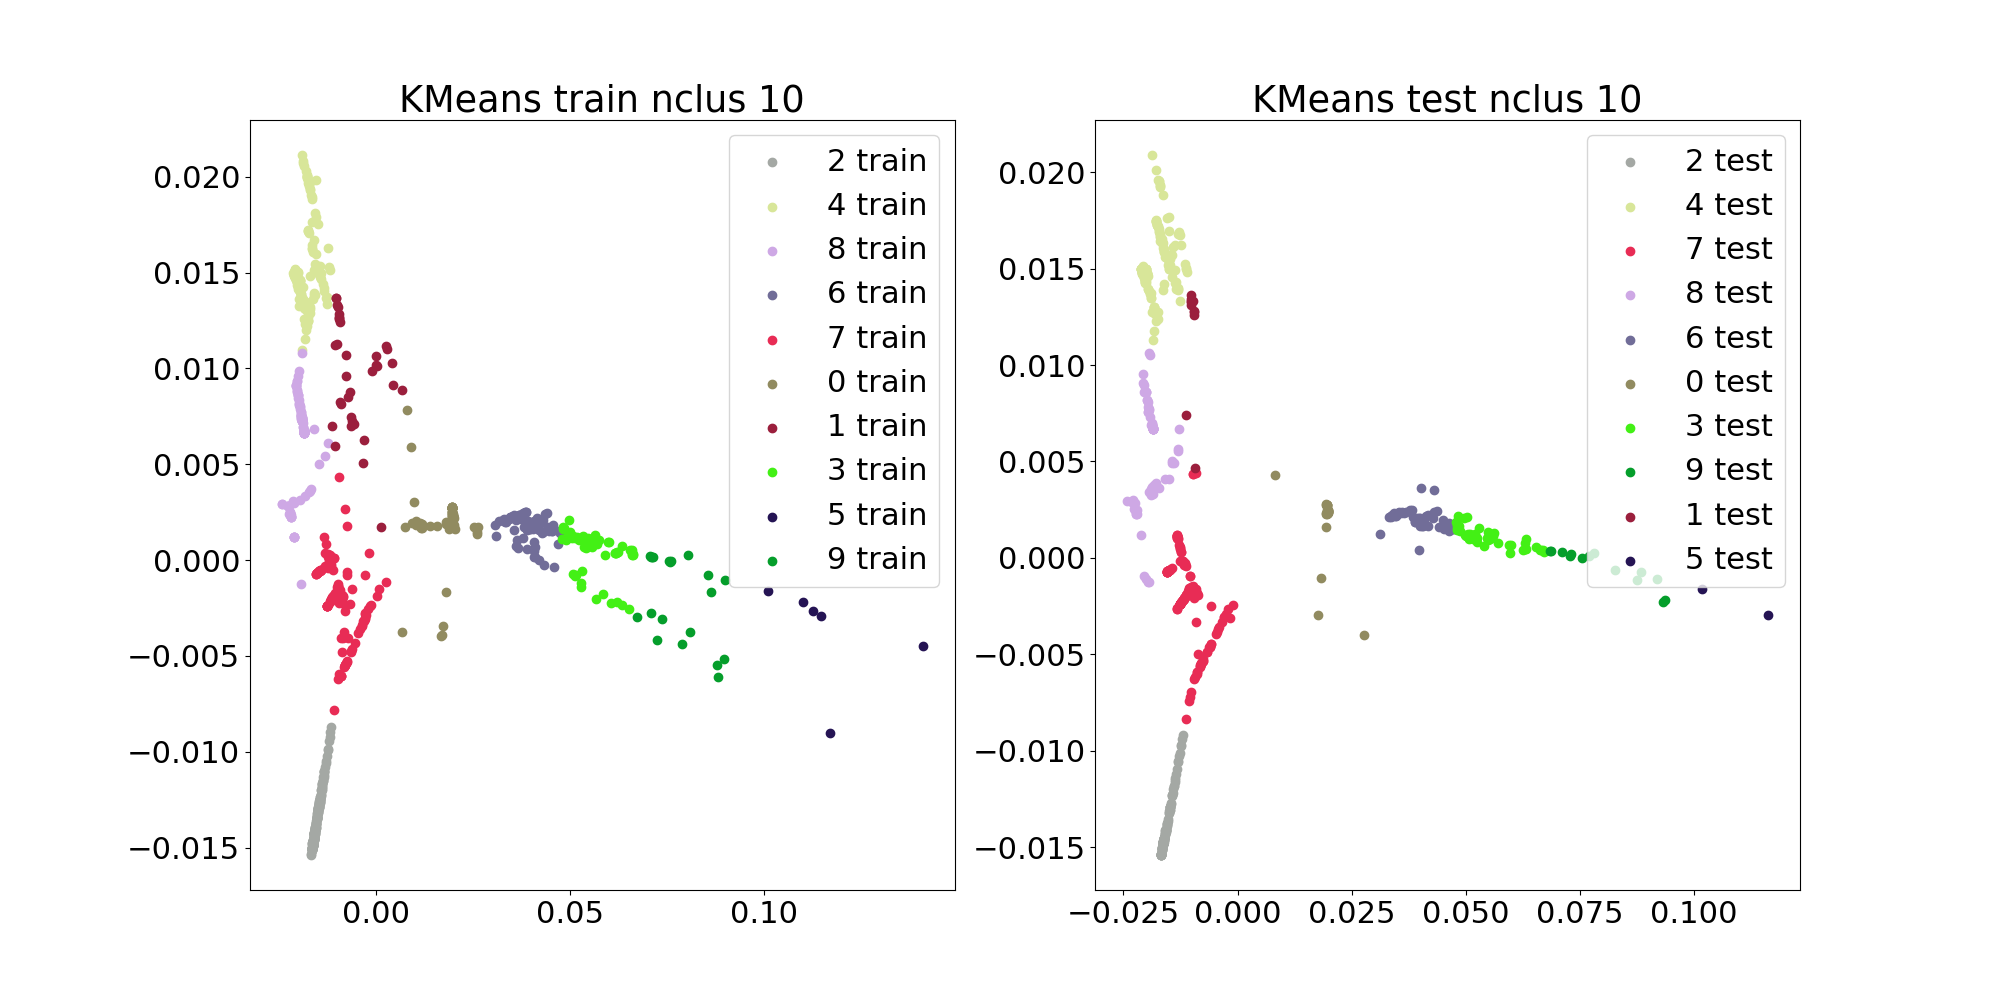 KMeans train nclus 10
0.020
0.015
0.010
0.005
0.000
−0.005
−0.010
−0.015
0.00
0.05
0.10
2 train
4 train
8 train
6 train
7 train
0 train
1 train
3 train
5 train
9 train
KMeans test nclus 10
0.020
0.015
0.010
0.005
0.000
−0.005
−0.010
−0.015
−0.025
0.000
0.025
0.050
0.075
0.100
2 test
4 test
7 test
8 test
6 test
0 test
3 test
9 test
1 test
5 test